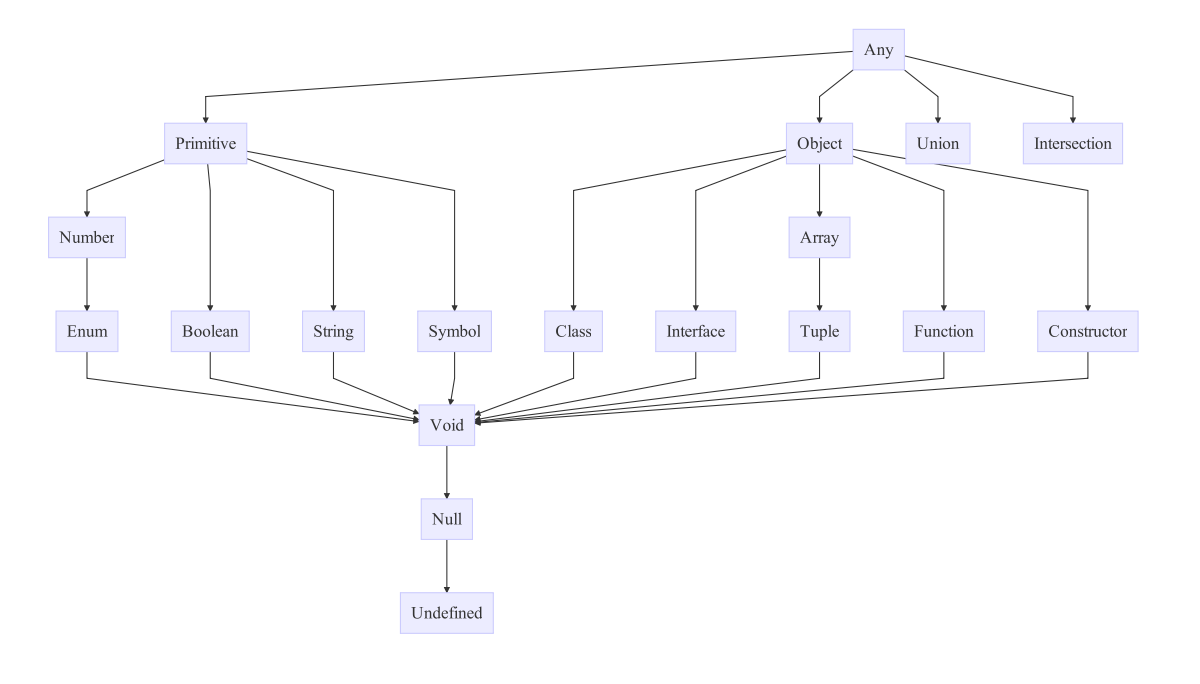 Any
Primitive
Object
Union
Intersection
Number
Array
Enum
Boolean
String
Symbol
Class
Interface
Tuple
Function
Constructor
Void
Null
Undefined